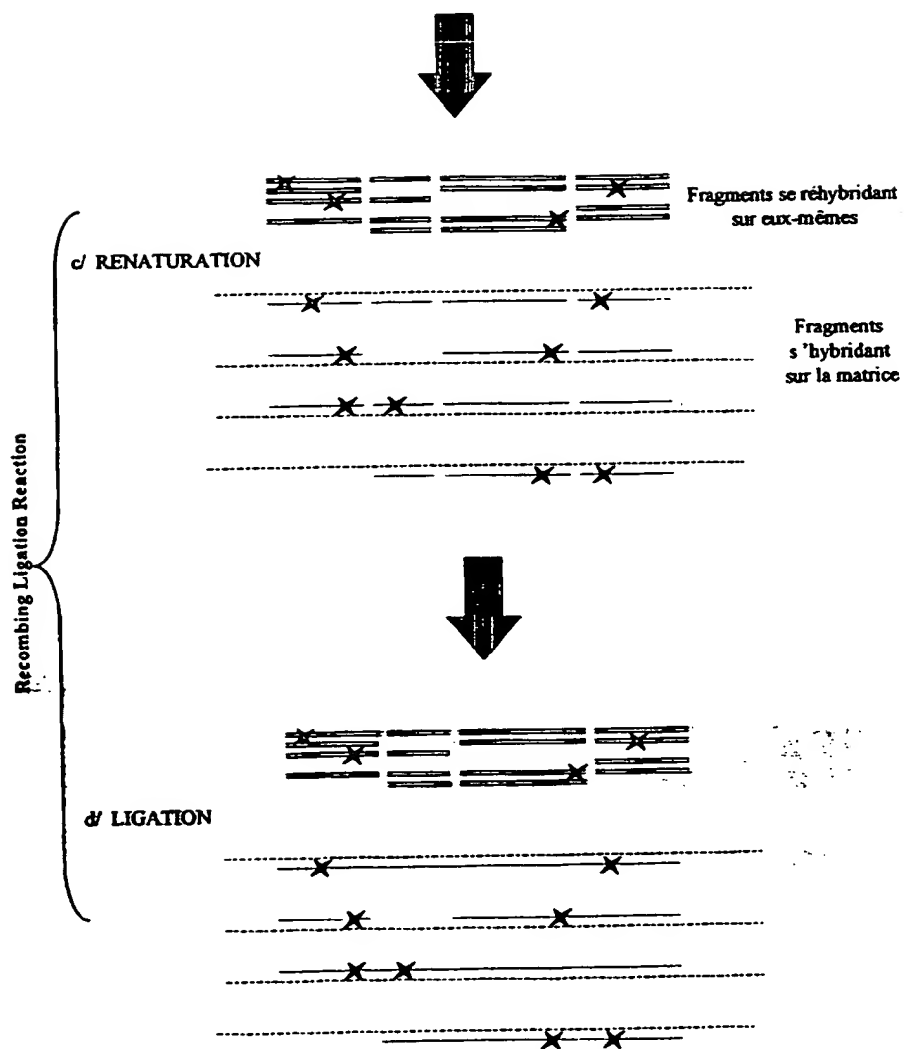 Fragments se réhybridant
sur eux-mêmes
c/ RENATURATION
Fragments
s 'hybridant
sur la matrice
Recombing Ligation Reaction
d/ LIGATION